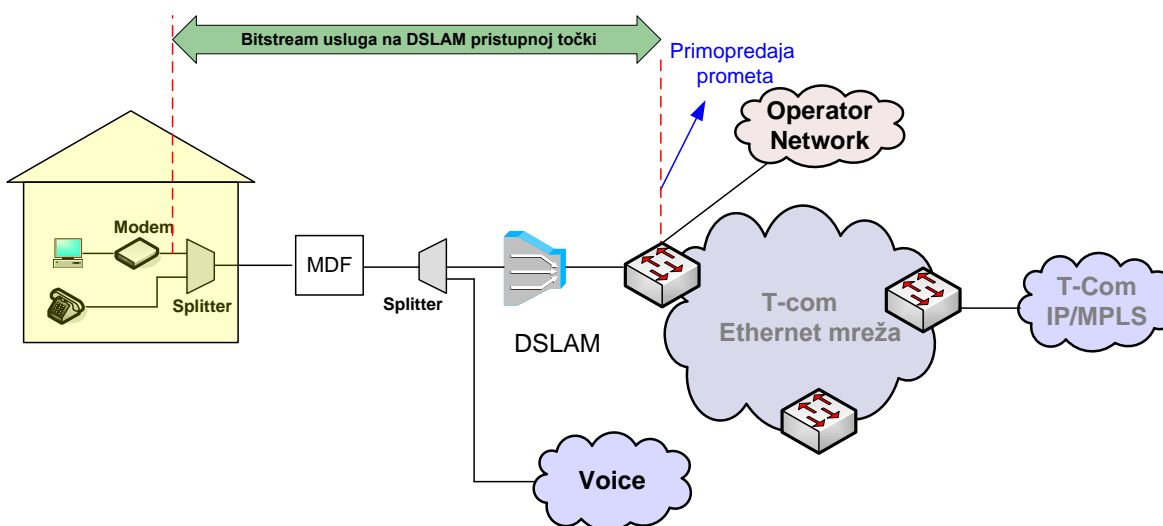 Bitstream usluga na DSLAM pristupnoj točki
Primopredaja
prometa
Operator
Network
Modem
Splitter
MDF
Splitter
DSLAM
T-com
Ethernet mreža
T-Com
IP/MPLS
Voice